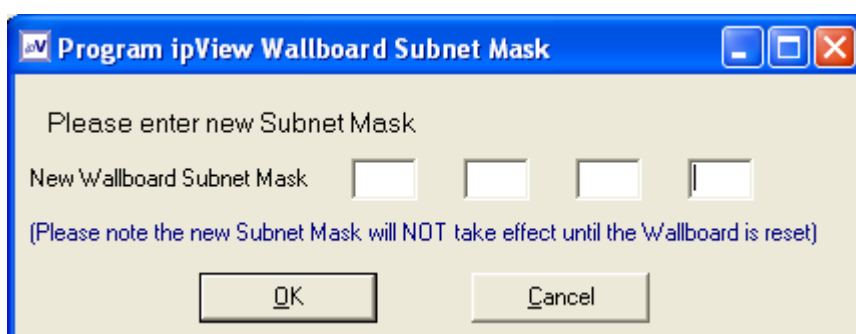 ipV Program ipView Wallboard Subnet Mask
Please enter new Subnet Mask
New Wallboard Subnet Mask
(Please note the new Subnet Mask will NOT take effect until the Wallboard is reset)
OK Cancel